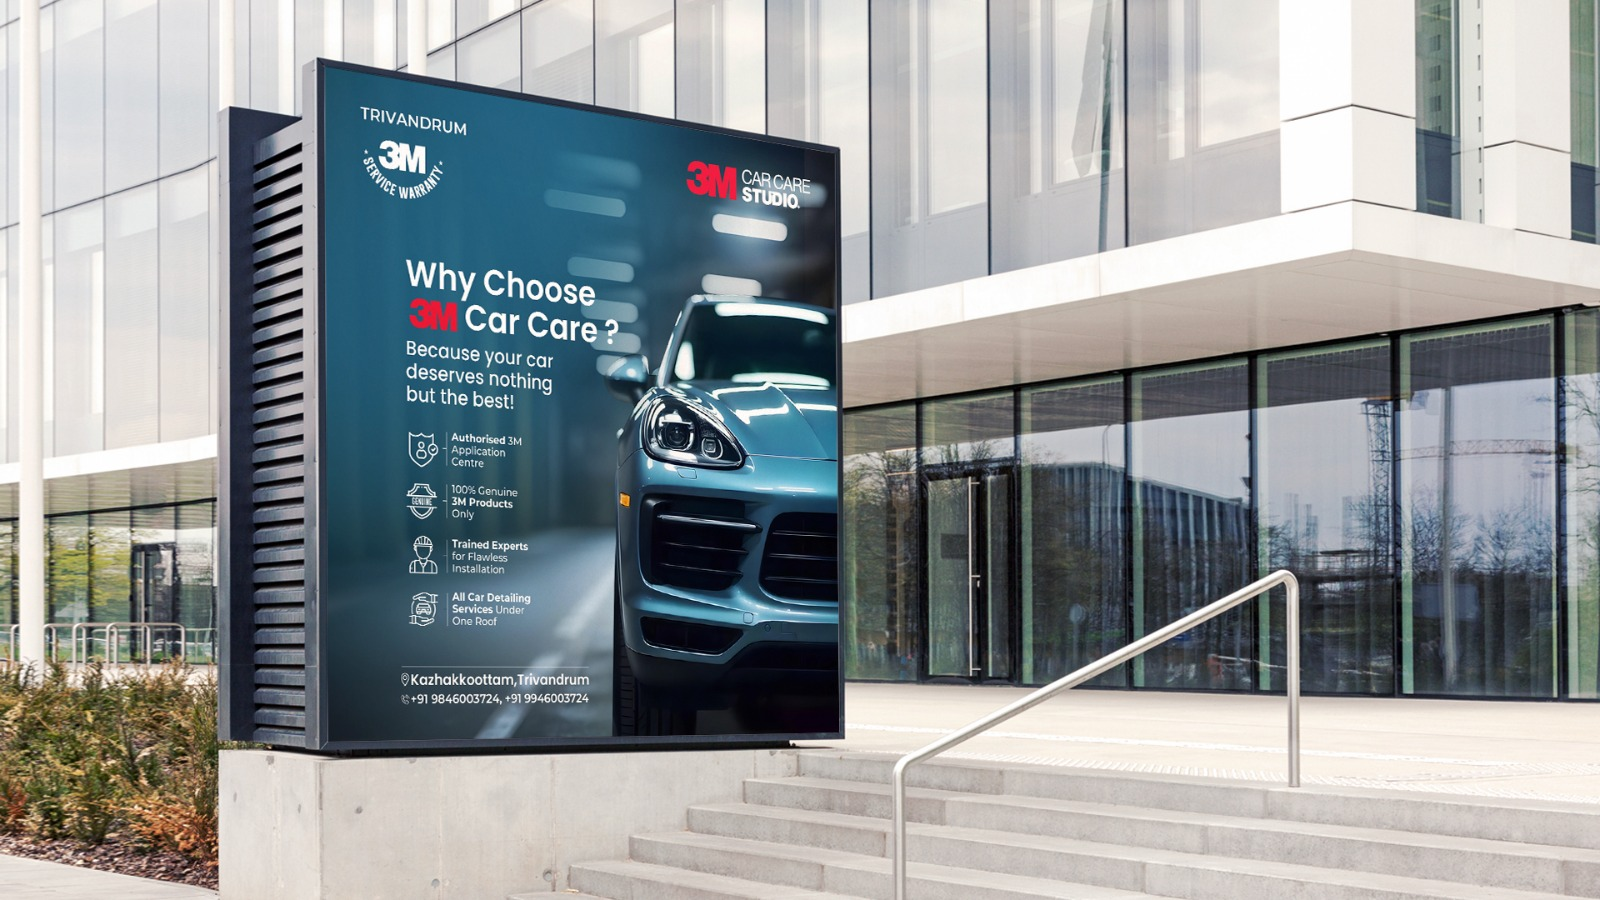 TRIVANDRUM
3M
SERVICE WARRANTY
3M CAR CARE
STUDIO
Why Choose
3M Car Care ?
Because your car
deserves nothing
but the best!
Authorised 3M
Application
Centre
GENUINE
100% Genuine
3M Products
Only
Trained Experts
for Flawless
Installation
All Car Detailing
Services Under
One Roof
Kazhakkoottam,Trivandrum
+91 9846003724, +91 9946003724